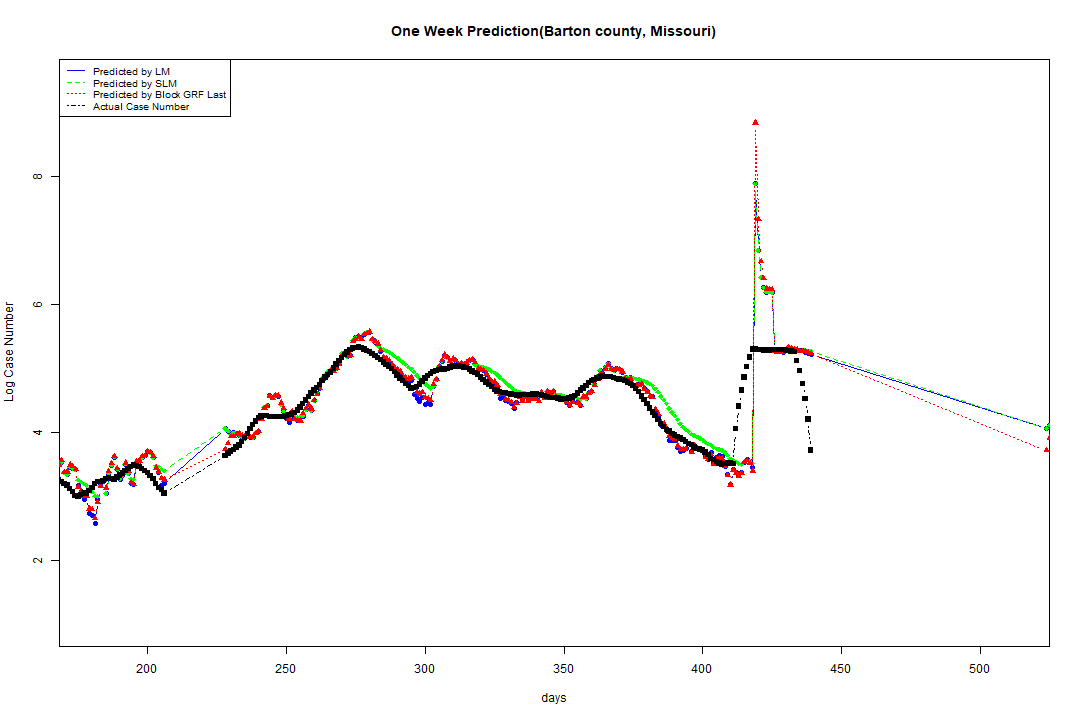 One Week Prediction(Barton county, Missouri)
Predicted by LM
Predicted by SLM
Predicted by Block GRF Last
Actual Case Number
8
6
4
2
Log Case Number
200 250 300 350 400 450 500
days